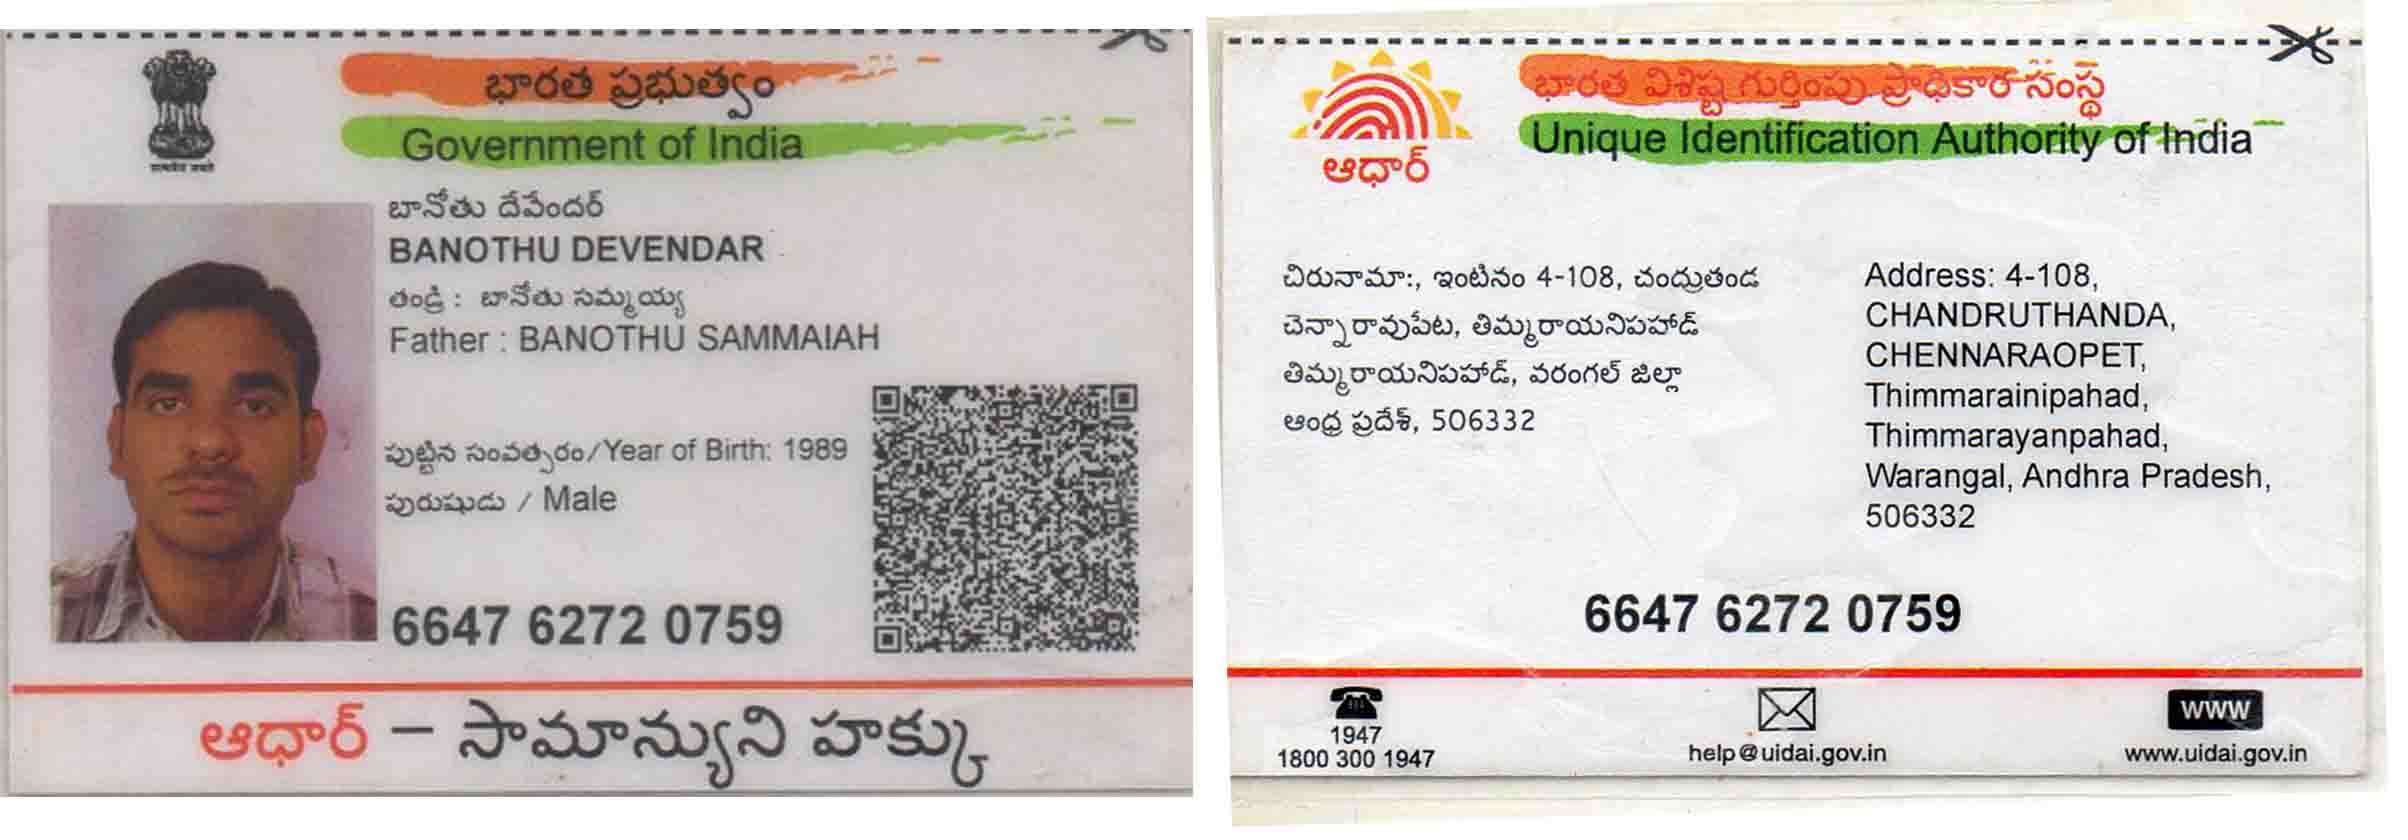 భారత ప్రభుత్వం
Government of India
బానోతు దేవేందర్
BANOTHU DEVENDAR
తండ్రి : బానోతు సమ్మయ్య
Father : BANOTHU SAMMAIAH
పుట్టిన సంవత్సరం/Year of Birth: 1989
పురుషుడు / Male
6647 6272 0759
ఆధార్ – సామాన్యుని హక్కు
భారత విశిష్ట గుర్తింపు ప్రాధికార సంస్థ
Unique Identification Authority of India
ఆధార్
చిరునామా:, ఇంటినం 4-108, చంద్రుతండ
చెన్నారావుపేట, తిమ్మరాయనిపహాడ్
తిమ్మరాయనిపహాడ్, వరంగల్ జిల్లా
ఆంధ్ర ప్రదేశ్, 506332
Address: 4-108,
CHANDRUTHANDA,
CHENNARAOPET,
Thimmarainipahad,
Thimmarayanpahad,
Warangal, Andhra Pradesh,
506332
6647 6272 0759
1947
1800 300 1947
help@uidai.gov.in
www
www.uidai.gov.in